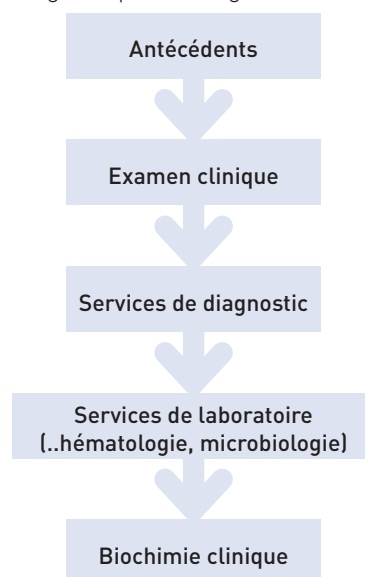 Antécédents
Examen clinique
Services de diagnostic
Services de laboratoire
(..hématologie, microbiologie)
Biochimie clinique